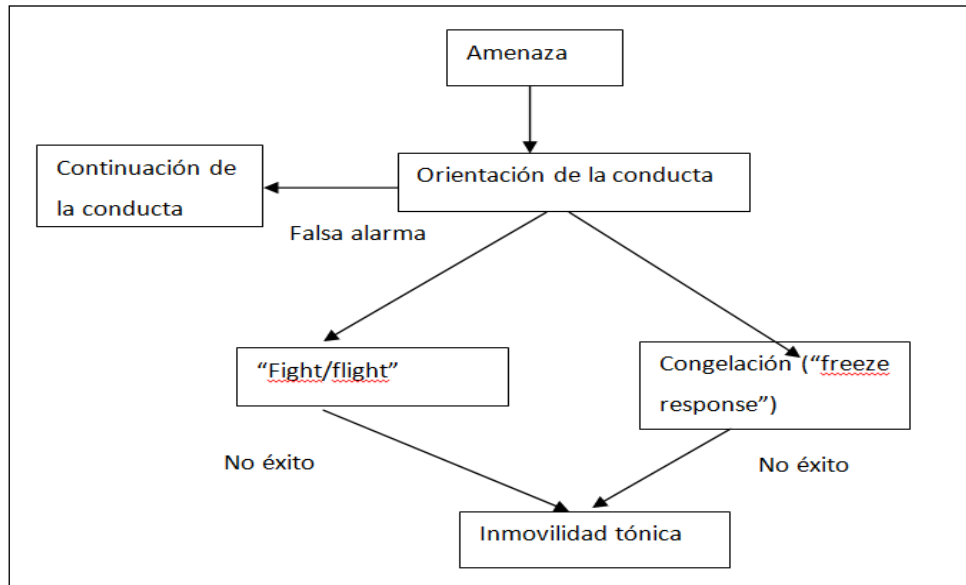 Amenaza
Continuación de
la conducta
Orientación de la conducta
Falsa alarma
“Fight/flight”
Congelación (“freeze
response”)
No éxito
No éxito
Inmovilidad tónica